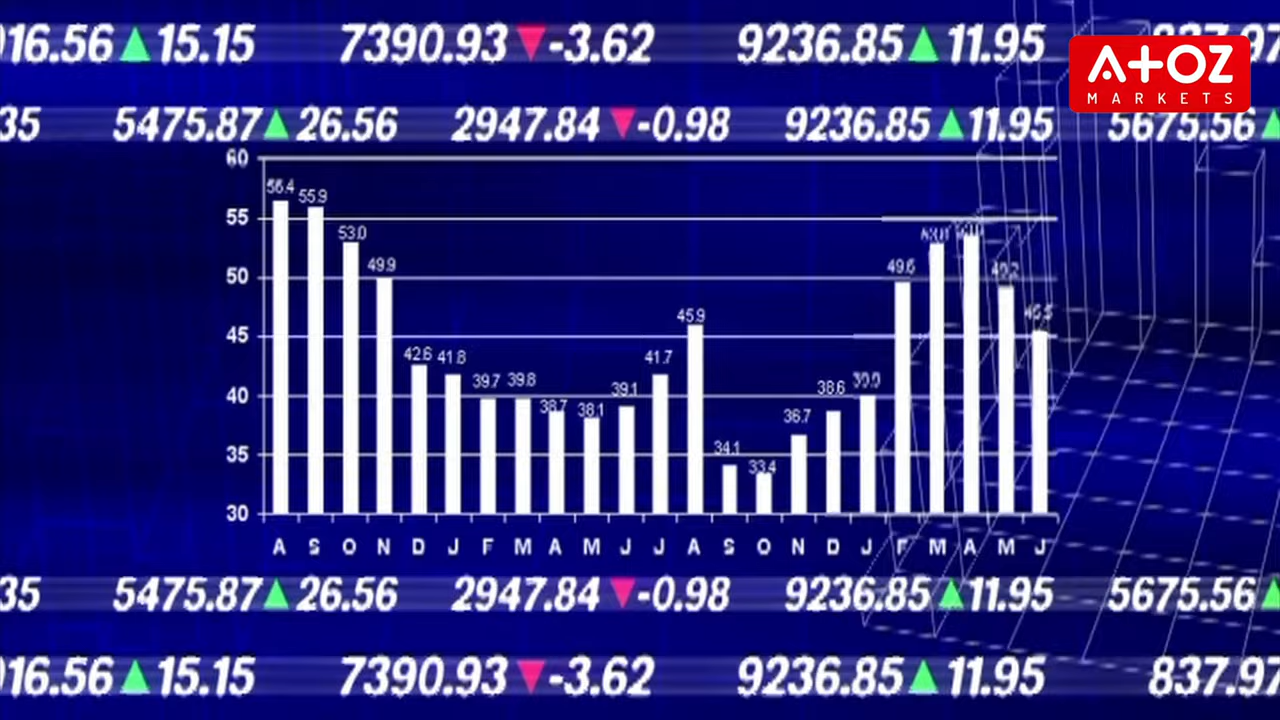 016.56 ▲ 15.15 7390.93 ▼ -3.62 9236.85 ▲ 11.95
A+OZ
MARKETS
35 5475.87 ▲ 26.56 2947.84 ▼ -0.98 9236.85 ▲ 11.95 5675.56 ▲
60
56.4 55.9 53.0 49.9 42.6 41.8 39.7 39.8 38.7 38.1 39.1 41.7 45.9 34.1 33.4 36.7 38.6 49.6 49.2 45.5
55
50
45
40
35
30
A S O N D J F M A M J J A S O N D J F M A M J
35 5475.87 ▲ 26.56 2947.84 ▼ -0.98 9236.85 ▲ 11.95 5675.56 ▲
016.56 ▲ 15.15 7390.93 ▼ -3.62 9236.85 ▲ 11.95 837.97